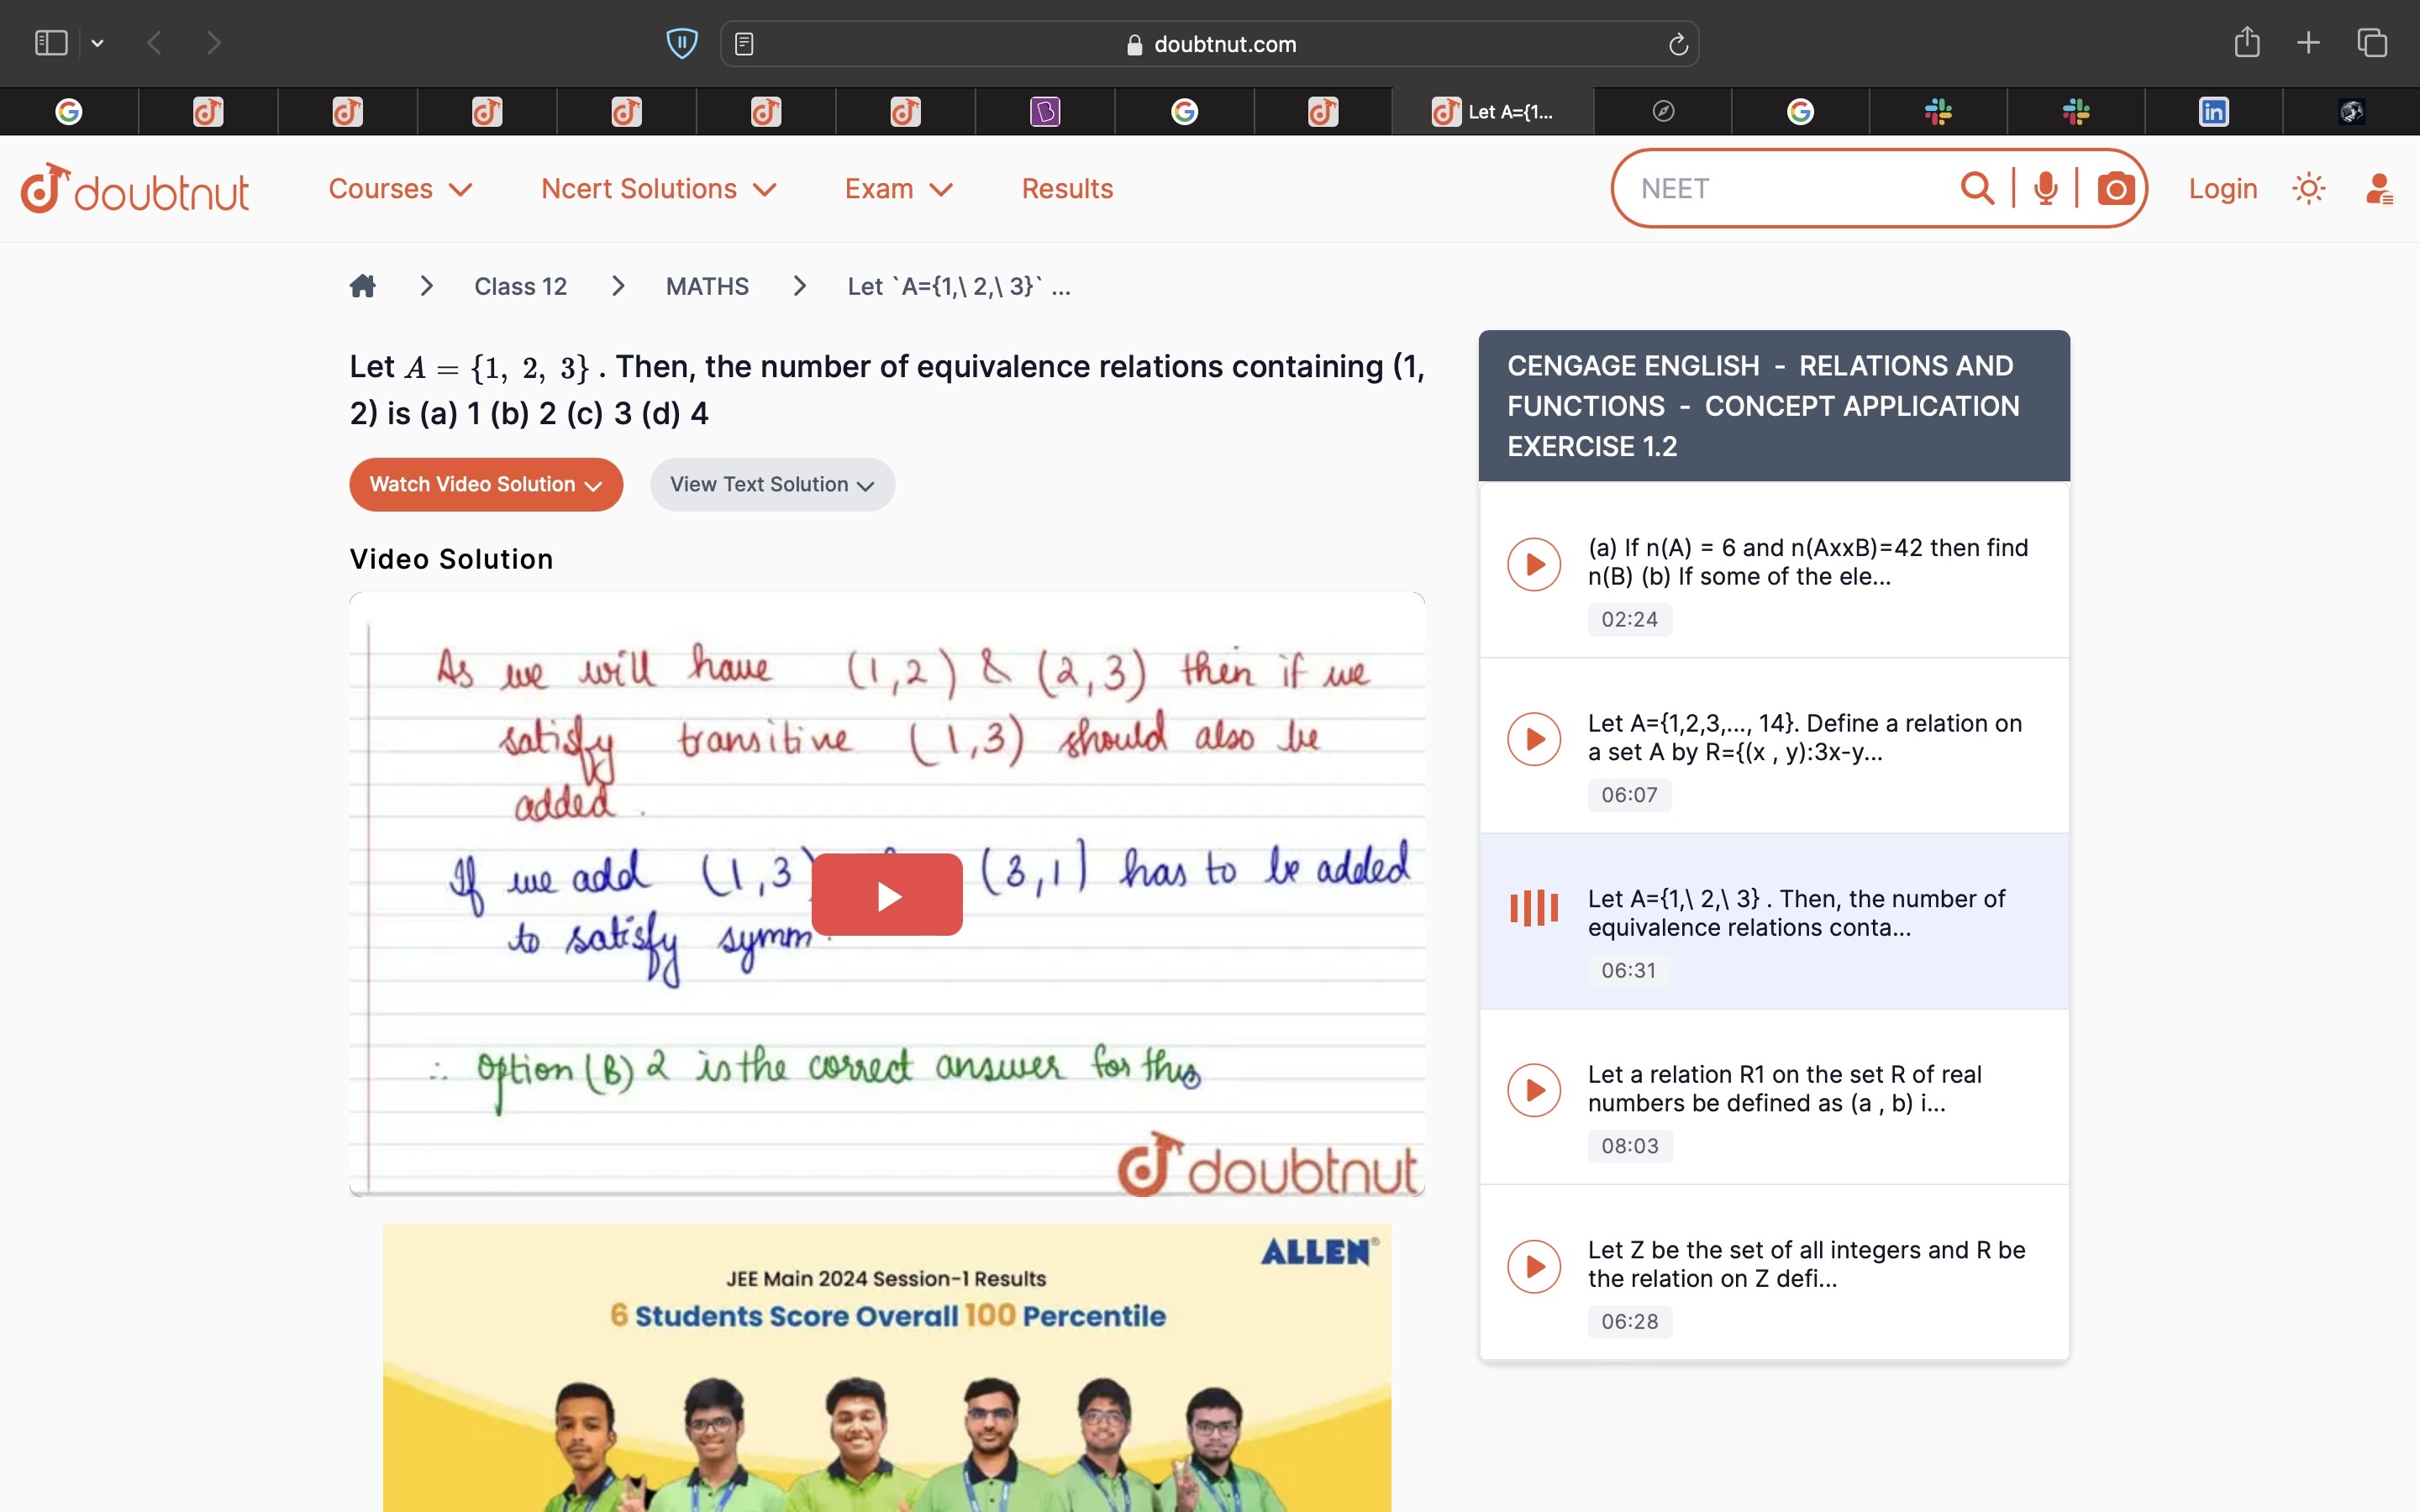 doubtnut.com
Let A={1...
doubtnut
Courses
Ncert Solutions
Exam
Results
NEET
Login
Class 12
MATHS
Let `A={1,\ 2,\ 3}` ...
Let A = {1, 2, 3} . Then, the number of equivalence relations containing (1,
2) is (a) 1 (b) 2 (c) 3 (d) 4
Watch Video Solution
View Text Solution
Video Solution
As we will have (1,2) & (2,3) then if we
satisfy transitive (1,3) should also be
added .
If we add (1,3 (3,1) has to be added
to satisfy symm.
∴ Option (B) 2 is the correct answer for this
doubtnut
ALLEN®
JEE Main 2024 Session-1 Results
6 Students Score Overall 100 Percentile
CENGAGE ENGLISH - RELATIONS AND
FUNCTIONS - CONCEPT APPLICATION
EXERCISE 1.2
(a) If n(A) = 6 and n(AxxB)=42 then find
n(B) (b) If some of the ele...
02:24
Let A={1,2,3,..., 14}. Define a relation on
a set A by R={(x , y):3x-y...
06:07
Let A={1,\ 2,\ 3} . Then, the number of
equivalence relations conta...
06:31
Let a relation R1 on the set R of real
numbers be defined as (a , b) i...
08:03
Let Z be the set of all integers and R be
the relation on Z defi...
06:28